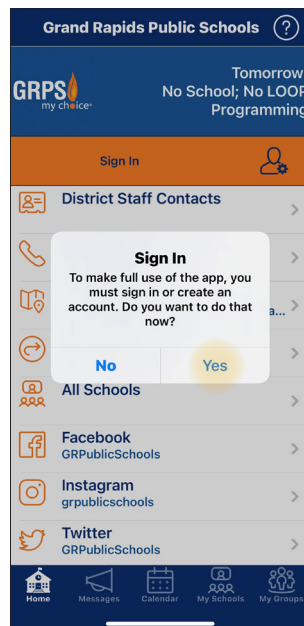 Grand Rapids Public Schools ?
GRPS
my choice
Tomorrow
No School; No LOOP
Programming
Sign In
District Staff Contacts
Sign In
To make full use of the app, you
must sign in or create an
account. Do you want to do that
now?
a...
No
Yes
All Schools
Facebook
GRPublicSchools
Instagram
grpublicschools
Twitter
GRPublicSchools
Home
Messages
Calendar
My Schools
My Groups